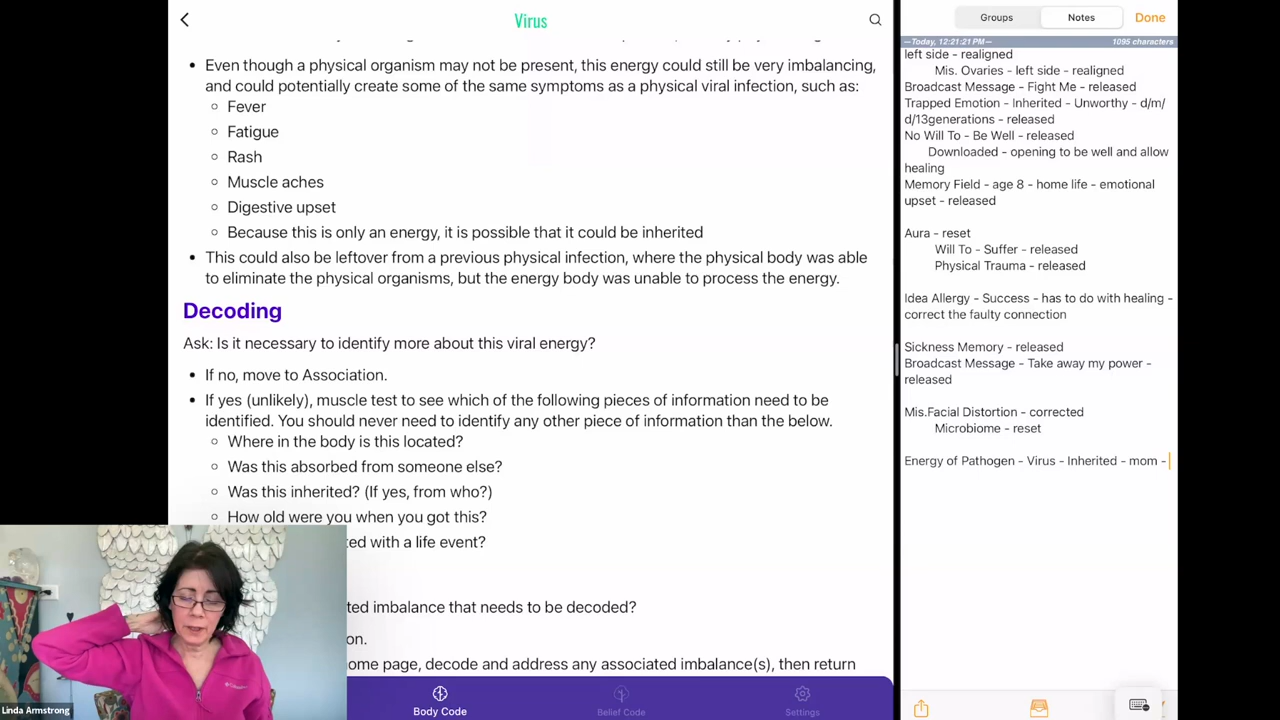 Virus
Even though a physical organism may not be present, this energy could still be very imbalancing,
and could potentially create some of the same symptoms as a physical viral infection, such as:
Fever
Fatigue
Rash
Muscle aches
Digestive upset
Because this is only an energy, it is possible that it could be inherited
This could also be leftover from a previous physical infection, where the physical body was able
to eliminate the physical organisms, but the energy body was unable to process the energy.
Decoding
Ask: Is it necessary to identify more about this viral energy?
If no, move to Association.
If yes (unlikely), muscle test to see which of the following pieces of information need to be
identified. You should never need to identify any other piece of information than the below.
Where in the body is this located?
Was this absorbed from someone else?
Was this inherited? (If yes, from who?)
How old were you when you got this?
ted with a life event?
ted imbalance that needs to be decoded?
on.
ome page, decode and address any associated imbalance(s), then return
Body Code
Belief Code
Settings
Linda Armstrong
Groups
Notes
Done
—Today, 12:21:21 PM—
1095 characters
left side - realigned
Mis. Ovaries - left side - realigned
Broadcast Message - Fight Me - released
Trapped Emotion - Inherited - Unworthy - d/m/
d/13generations - released
No Will To - Be Well - released
Downloaded - opening to be well and allow
healing
Memory Field - age 8 - home life - emotional
upset - released
Aura - reset
Will To - Suffer - released
Physical Trauma - released
Idea Allergy - Success - has to do with healing -
correct the faulty connection
Sickness Memory - released
Broadcast Message - Take away my power -
released
Mis.Facial Distortion - corrected
Microbiome - reset
Energy of Pathogen - Virus - Inherited - mom -